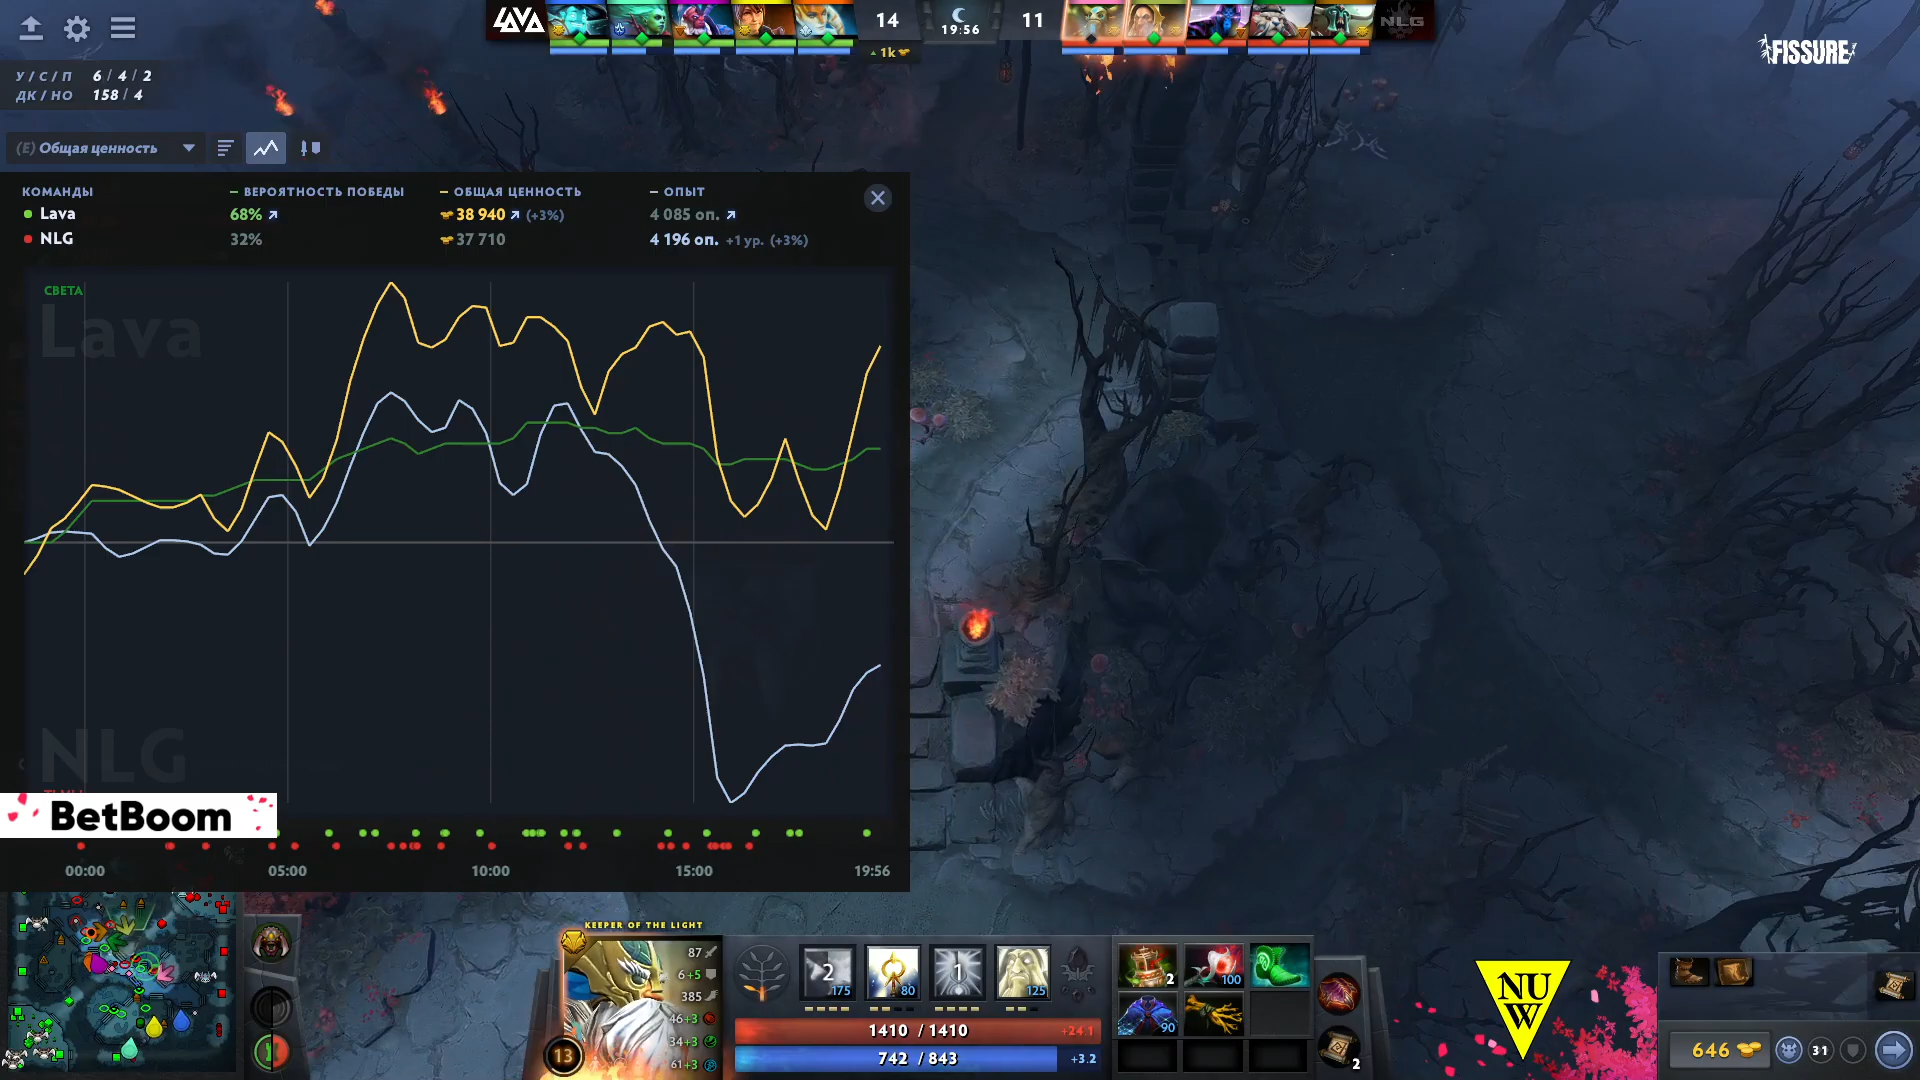 LAVA
14
19:56
11
NLG
1k
FISSURE
У / С / П 6 / 4 / 2
ДК / НО 158 / 4
(E) Общая ценность
КОМАНДЫ
ВЕРОЯТНОСТЬ ПОБЕДЫ
ОБЩАЯ ЦЕННОСТЬ
ОПЫТ
Lava 68% 38 940 (+3%) 4 085 оп.
NLG 32% 37 710 4 196 оп. +1 ур. (+3%)
СВЕТА
Lava
NLG
BetBoom
00:00 05:00 10:00 15:00 19:56
KEEPER OF THE LIGHT
87
6+5
385
46+3
34+3
61+3
13
2 175
80
1
125
1410 / 1410 +24.1
742 / 843 +3.2
2
100
90
2
NUW
646
31